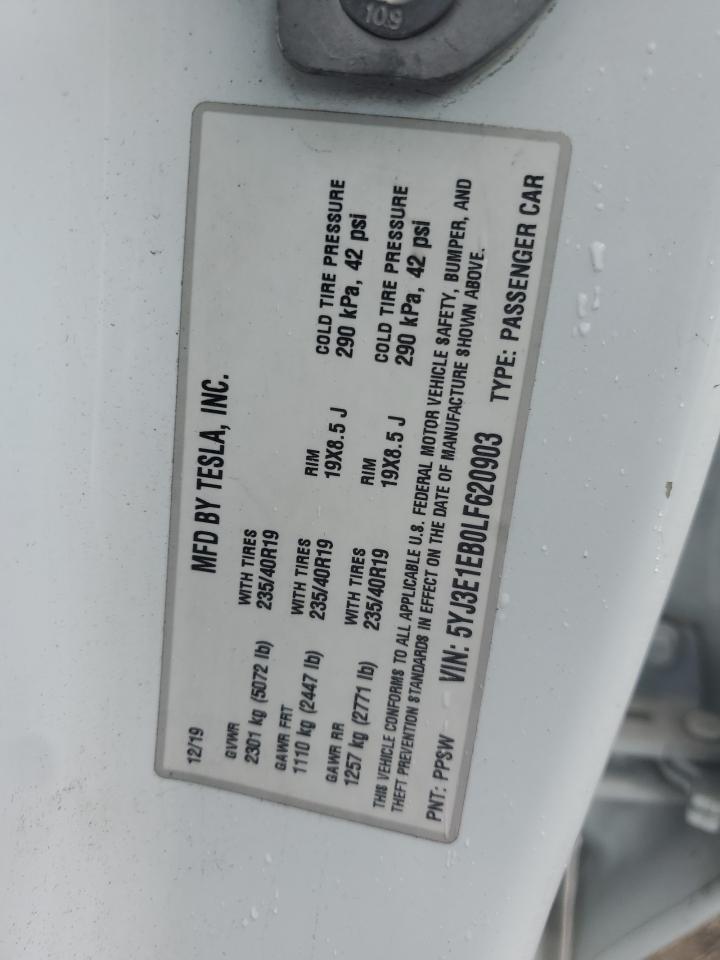 10.9
12/19
MFD BY TESLA, INC.
GVWR
2301 kg (5072 lb)
WITH TIRES
235/40R19
GAWR FRT
1110 kg (2447 lb)
WITH TIRES
235/40R19
RIM
19X8.5 J
COLD TIRE PRESSURE
290 kPa, 42 psi
GAWR RR
1257 kg (2771 lb)
WITH TIRES
235/40R19
RIM
19X8.5 J
COLD TIRE PRESSURE
290 kPa, 42 psi
THIS VEHICLE CONFORMS TO ALL APPLICABLE U.S. FEDERAL MOTOR VEHICLE SAFETY, BUMPER, AND
THEFT PREVENTION STANDARDS IN EFFECT ON THE DATE OF MANUFACTURE SHOWN ABOVE.
PNT: PPSW VIN: 5YJ3E1EB0LF620903 TYPE: PASSENGER CAR